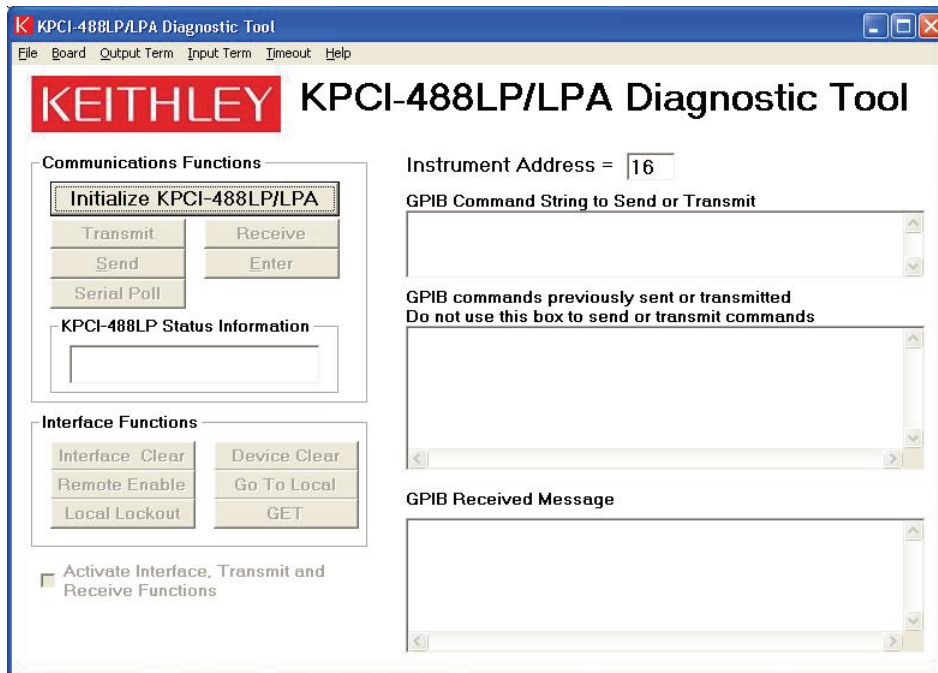 KPCI-488LP/LPA Diagnostic Tool
File Board Output Term Input Term Timeout Help
KEITHLEY KPCI-488LP/LPA Diagnostic Tool
Communications Functions
Initialize KPCI-488LP/LPA
Transmit Receive
Send Enter
Serial Poll
KPCI-488LP Status Information
Interface Functions
Interface Clear Device Clear
Remote Enable Go To Local
Local Lockout GET
Activate Interface, Transmit and
Receive Functions
Instrument Address = 16
GPIB Command String to Send or Transmit
GPIB commands previously sent or transmitted
Do not use this box to send or transmit commands
GPIB Received Message